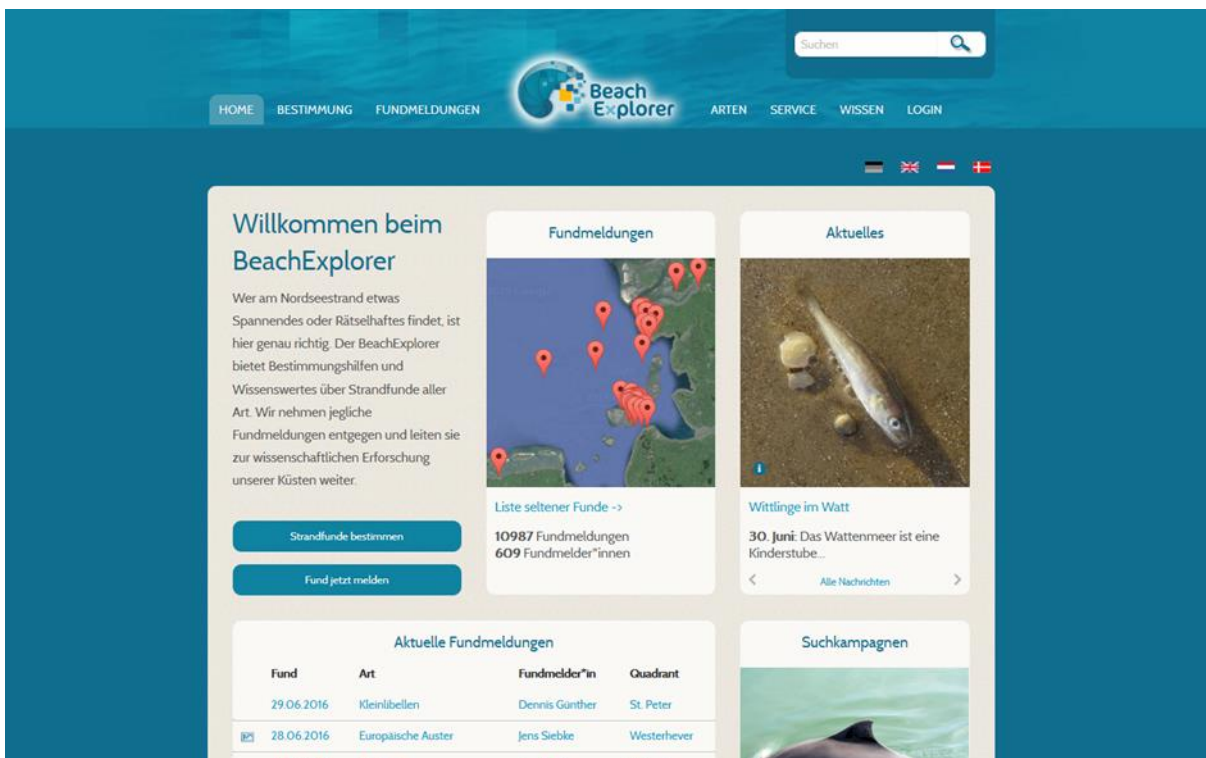 Suchen
Beach
Explorer
HOME BESTIMMUNG FUNDMELDUNGEN ARTEN SERVICE WISSEN LOGIN
Willkommen beim
BeachExplorer
Wer am Nordseestrand etwas
Spannendes oder Rätselhaftes findet, ist
hier genau richtig. Der BeachExplorer
bietet Bestimmungshilfen und
Wissenswertes über Strandfunde aller
Art. Wir nehmen jegliche
Fundmeldungen entgegen und leiten sie
zur wissenschaftlichen Erforschung
unserer Küsten weiter.
Strandfunde bestimmen
Fund jetzt melden
Fundmeldungen
Liste seltener Funde ->
10987 Fundmeldungen
609 Fundmelder*innen
Aktuelles
Wittlinge im Watt
30. Juni: Das Wattenmeer ist eine
Kinderstube...
Alle Nachrichten
Aktuelle Fundmeldungen
Fund Art Fundmelder*in Quadrant
29.06.2016 Kleinlibellen Dennis Günther St. Peter
28.06.2016 Europäische Auster Jens Siebke Westerhever
Suchkampagnen